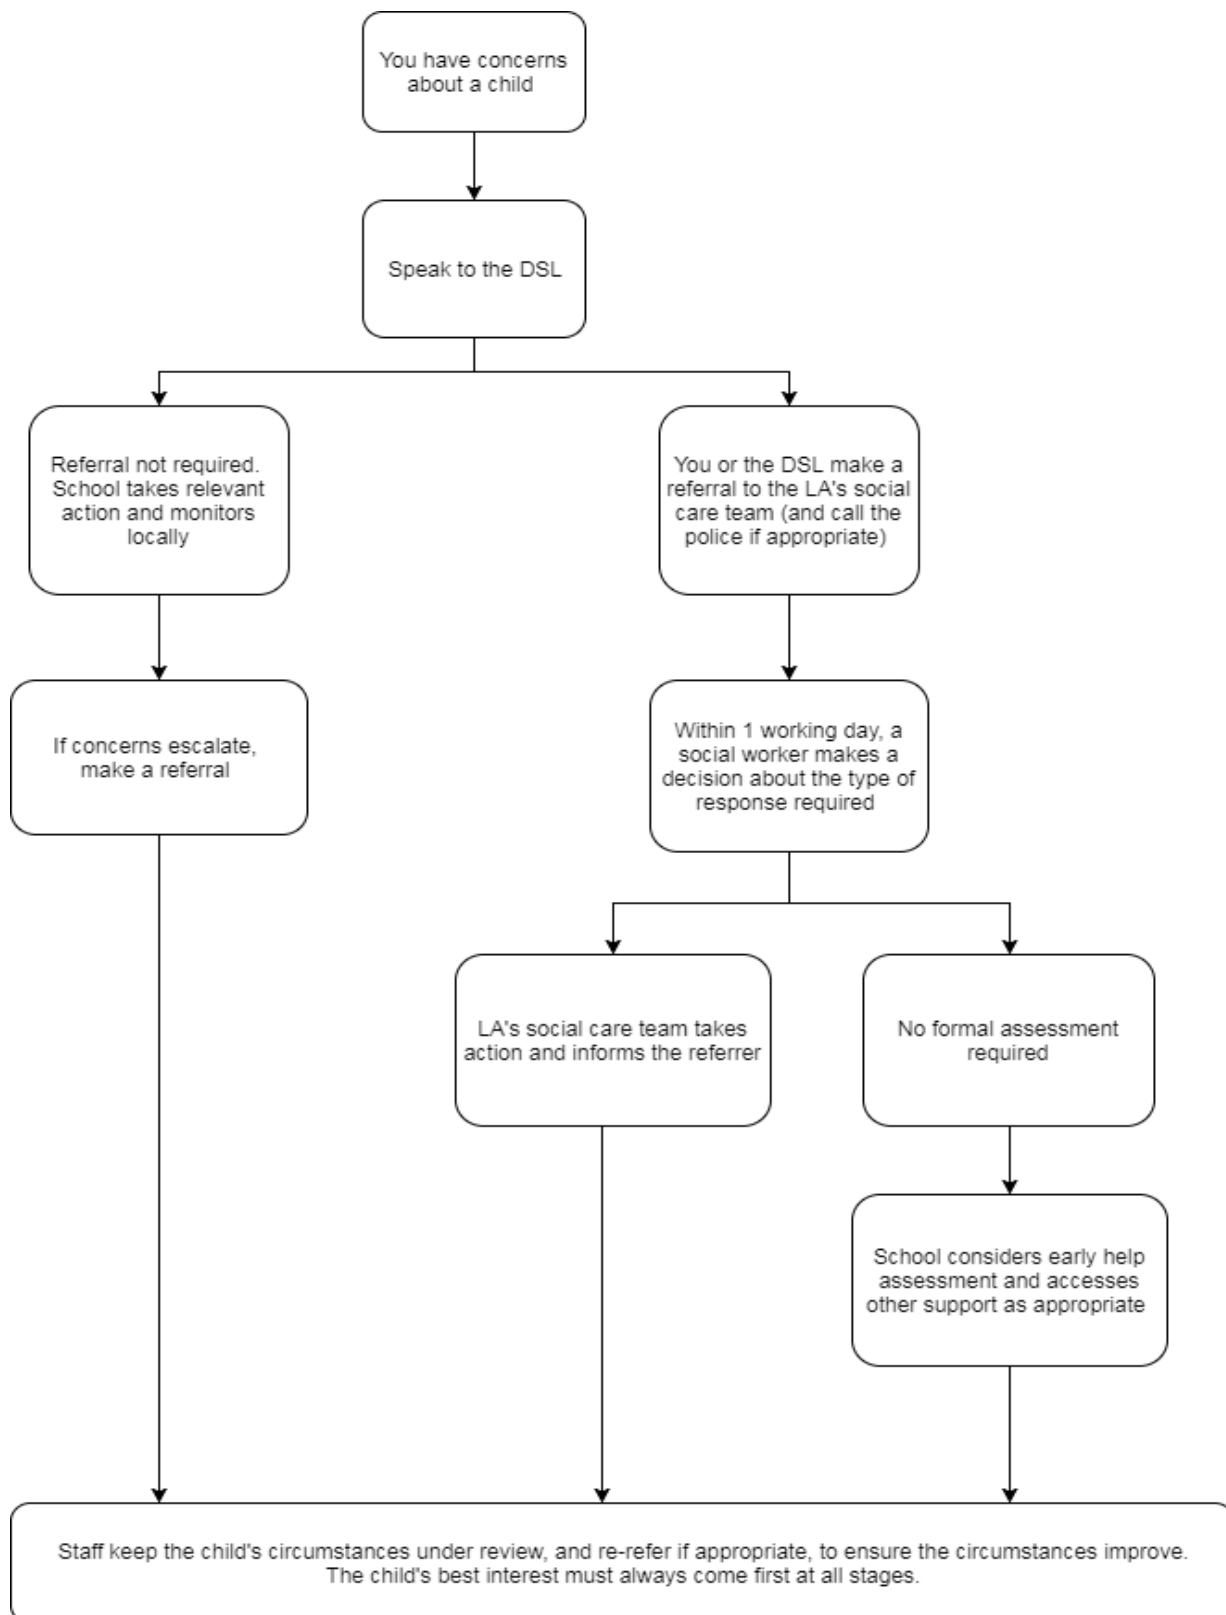 You have concerns
about a child
Speak to the DSL
Referral not required.
School takes relevant
action and monitors
locally
You or the DSL make a
referral to the LA's social
care team (and call the
police if appropriate)
If concerns escalate,
make a referral
Within 1 working day, a
social worker makes a
decision about the type of
response required
LA's social care team takes
action and informs the referrer
No formal assessment
required
School considers early help
assessment and accesses
other support as appropriate
Staff keep the child's circumstances under review, and re-refer if appropriate, to ensure the circumstances improve.
The child's best interest must always come first at all stages.